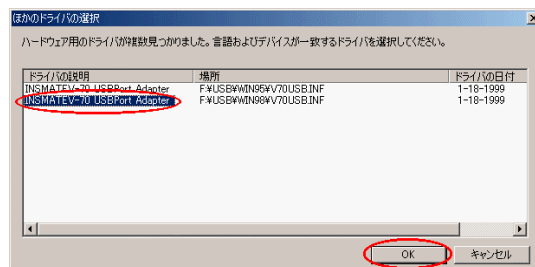 ほかのドライバの選択
ハードウェア用のドライバが複数見つかりました。言語およびデバイスが一致するドライバを選択してください。
ドライバの説明 場所 ドライバの日付
INSMATEV-70 USBPort Adapter F:¥USB¥WIN95¥V70USB.INF 1-18-1999
INSMATEV-70 USBPort Adapter F:¥USB¥WIN98¥V70USB.INF 1-18-1999
OK キャンセル